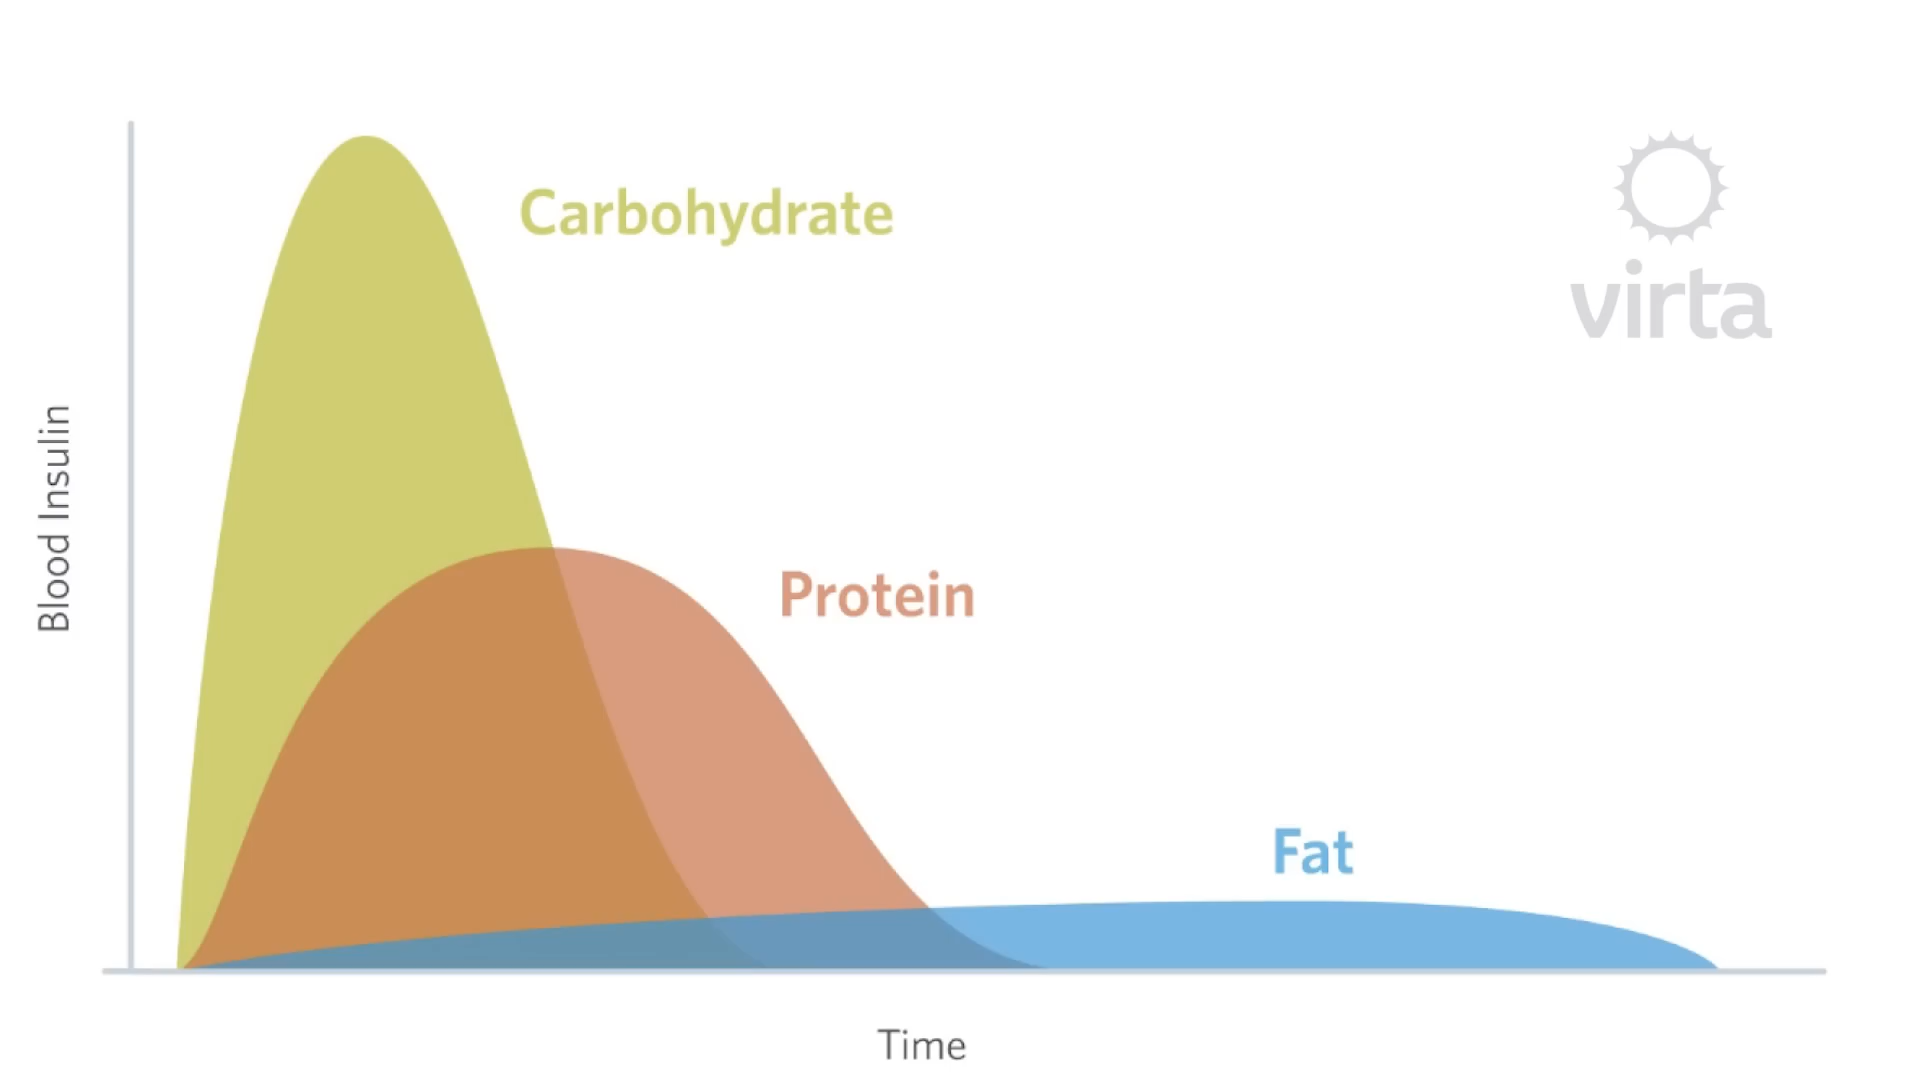 Carbohydrate
virta
Blood Insulin
Protein
Fat
Time